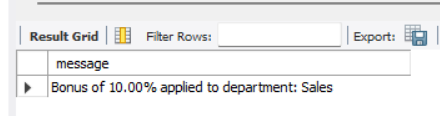 Result Grid Filter Rows: Export:
message
Bonus of 10.00% applied to department: Sales